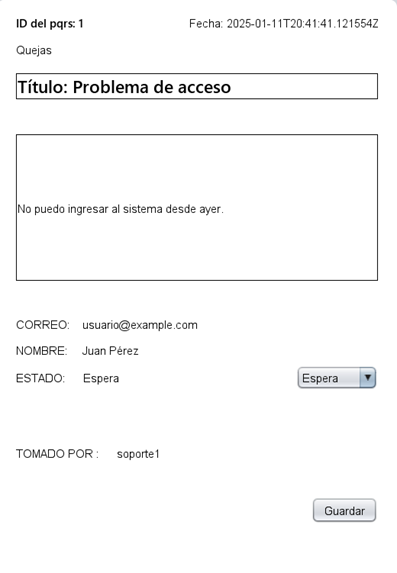 ID del pqrs: 1 Fecha: 2025-01-11T20:41:41.121554Z
Quejas
Título: Problema de acceso
No puedo ingresar al sistema desde ayer.
CORREO: usuario@example.com
NOMBRE: Juan Pérez
ESTADO: Espera Espera
TOMADO POR : soporte1
Guardar